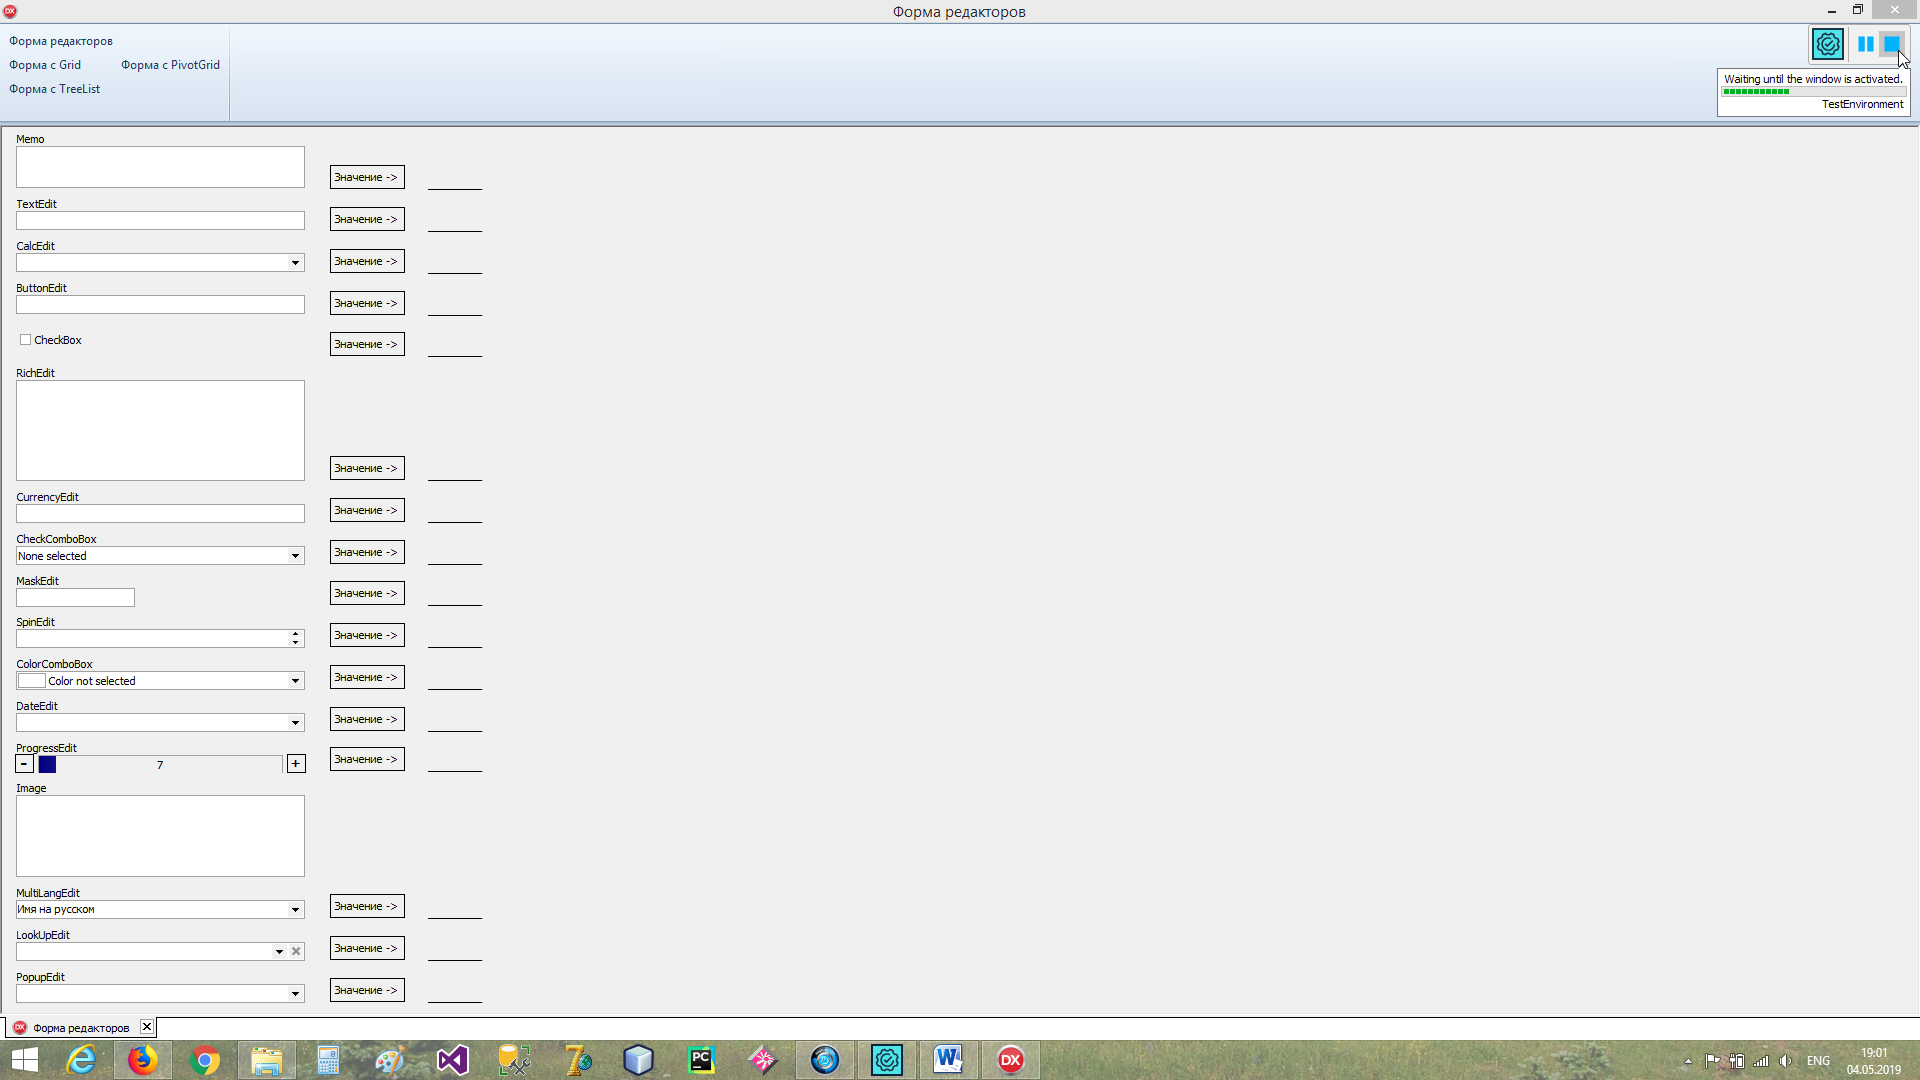 Форма редакторов
Форма редакторов
Форма с Grid
Форма с PivotGrid
Форма с TreeList
Waiting until the window is activated.
TestEnvironment
Memo
Значение ->
TextEdit
Значение ->
CalcEdit
Значение ->
ButtonEdit
Значение ->
CheckBox
Значение ->
RichEdit
Значение ->
CurrencyEdit
Значение ->
CheckComboBox
None selected
Значение ->
MaskEdit
Значение ->
SpinEdit
Значение ->
ColorComboBox
Color not selected
Значение ->
DateEdit
Значение ->
ProgressEdit
- 7 +
Значение ->
Image
MultiLangEdit
Имя на русском
Значение ->
LookUpEdit
Значение ->
PopupEdit
Значение ->
DX Форма редакторов
PC
W
DX
ENG
19:01
04.05.2019